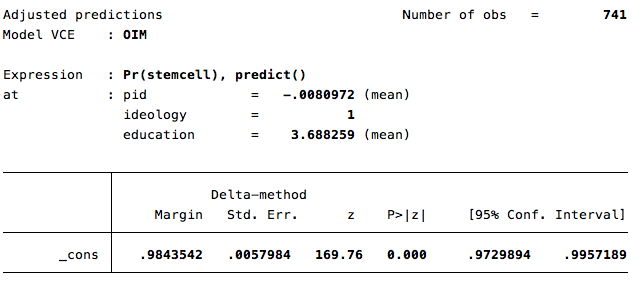 Adjusted predictions Number of obs = 741
Model VCE : OIM
Expression : Pr(stemcell), predict()
at : pid = -.0080972 (mean)
ideology = 1
education = 3.688259 (mean)
Delta-method
Margin Std. Err. z P>|z| [95% Conf. Interval]
_cons .9843542 .0057984 169.76 0.000 .9729894 .9957189